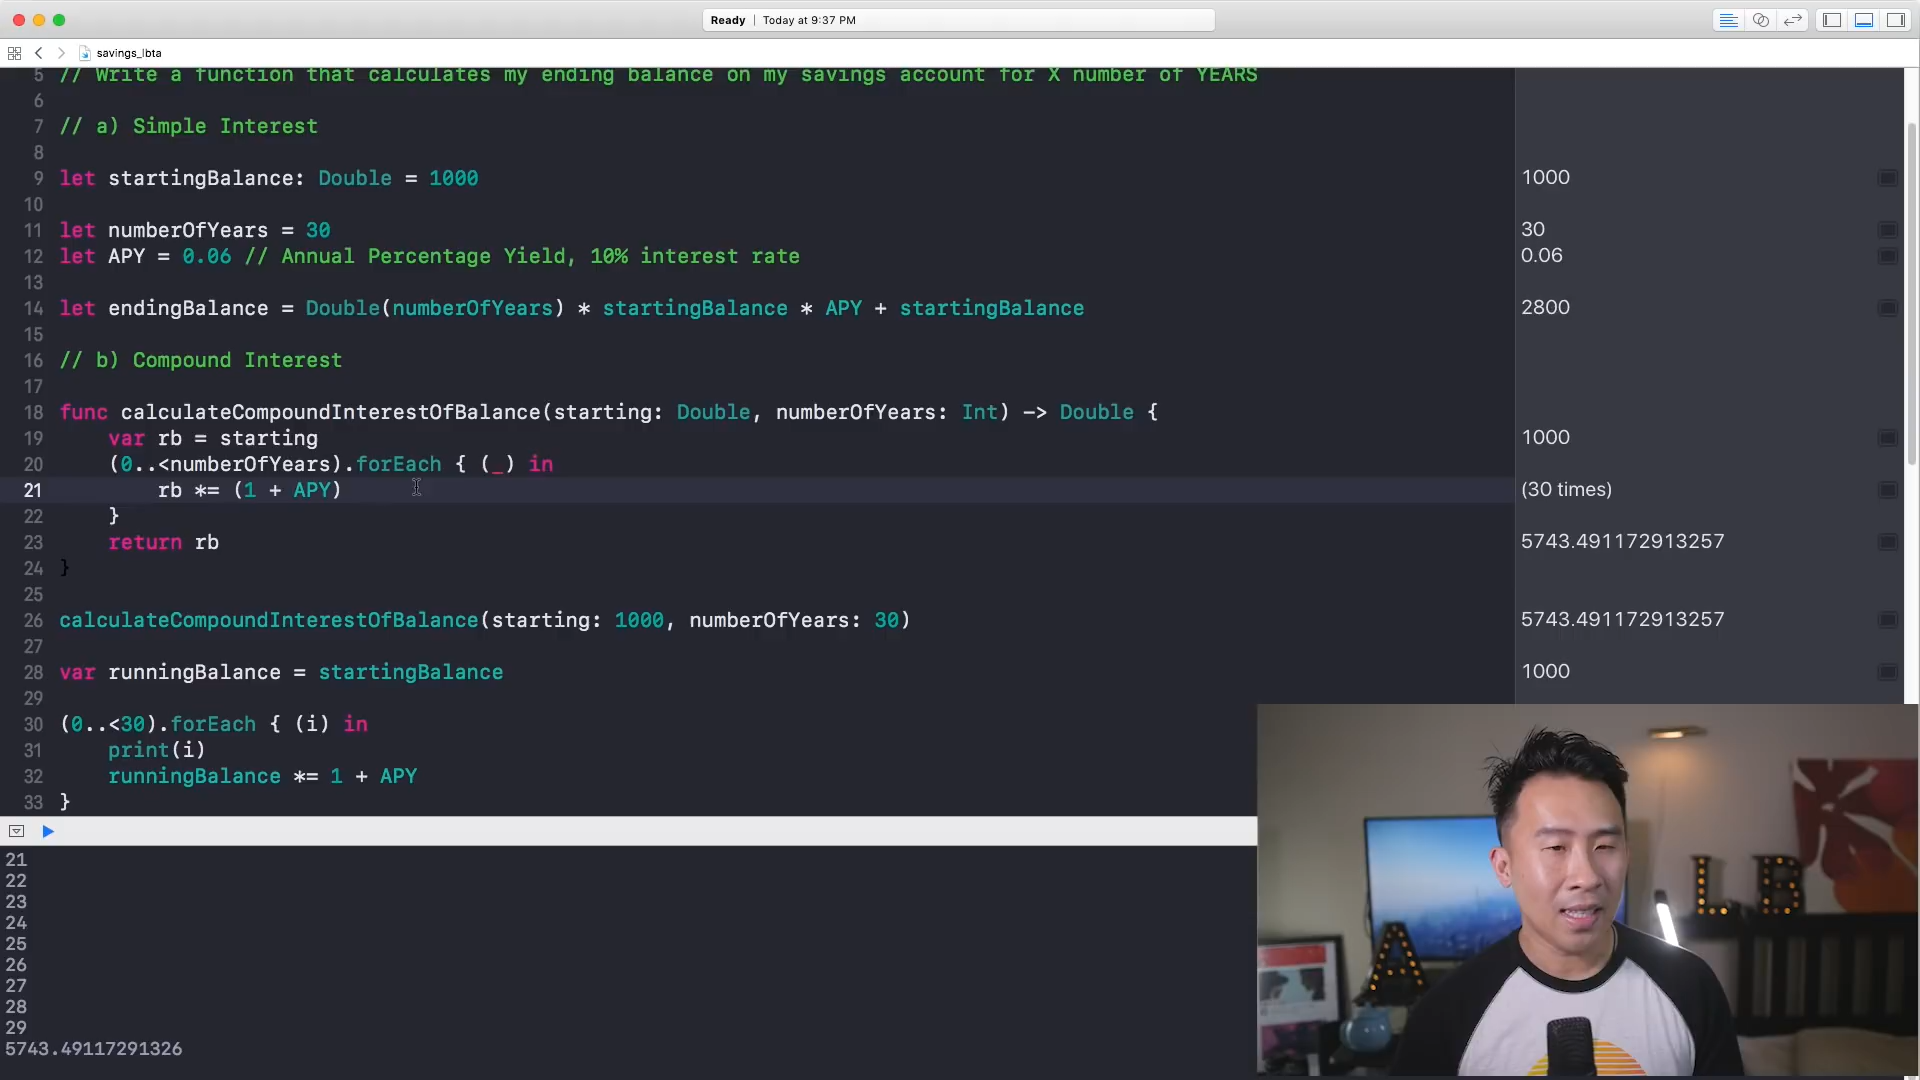 Ready | Today at 9:37 PM
savings_lbta
5 // Write a function that calculates my ending balance on my savings account for X number of YEARS
6
7 // a) Simple Interest
8
9 let startingBalance: Double = 1000 1000
10
11 let numberOfYears = 30 30
12 let APY = 0.06 // Annual Percentage Yield, 10% interest rate 0.06
13
14 let endingBalance = Double(numberOfYears) * startingBalance * APY + startingBalance 2800
15
16 // b) Compound Interest
17
18 func calculateCompoundInterestOfBalance(starting: Double, numberOfYears: Int) -> Double {
19 var rb = starting 1000
20 (0..<numberOfYears).forEach { (_) in
21 rb *= (1 + APY) (30 times)
22 }
23 return rb 5743.491172913257
24 }
25
26 calculateCompoundInterestOfBalance(starting: 1000, numberOfYears: 30) 5743.491172913257
27
28 var runningBalance = startingBalance 1000
29
30 (0..<30).forEach { (i) in
31 print(i)
32 runningBalance *= 1 + APY
33 }
21
22
23
24
25
26
27
28
29
5743.49117291326
A
L B